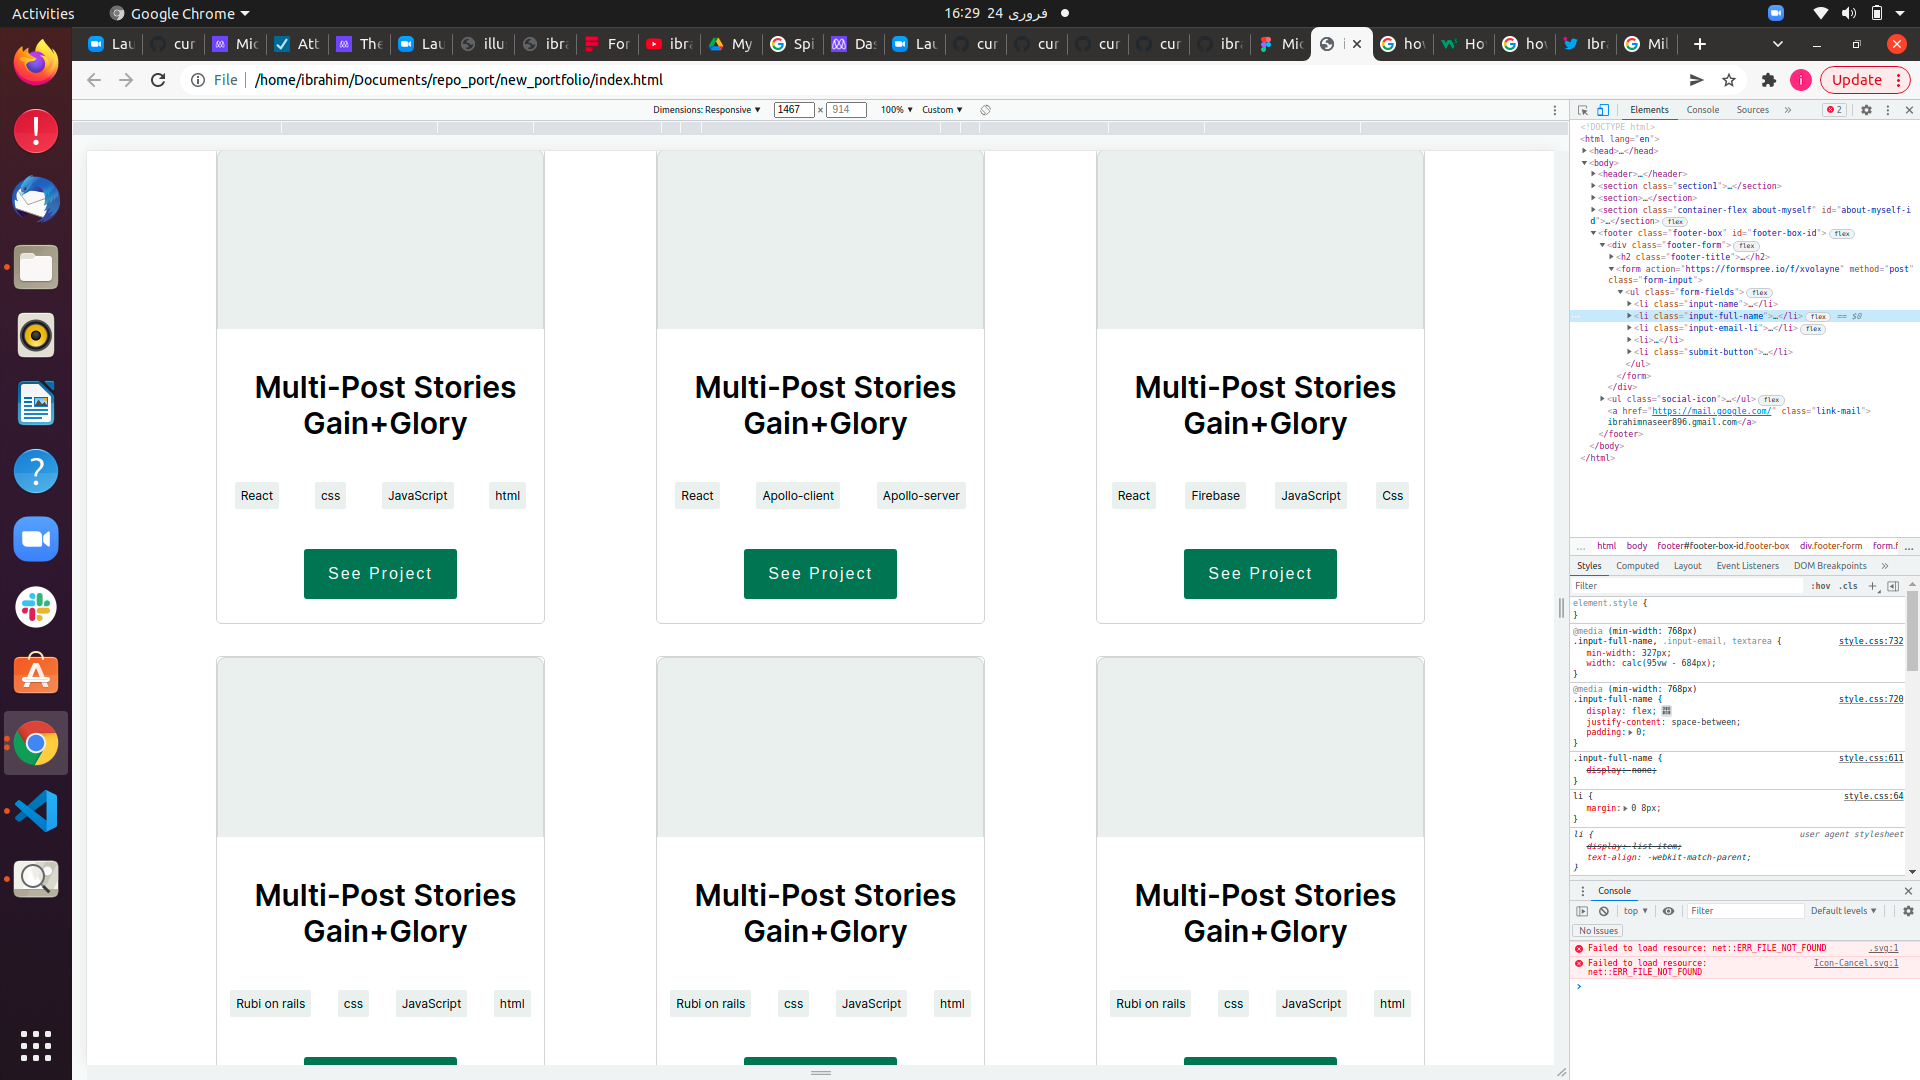 Activities
Google Chrome
16:29 24 فروری
Lau
cur
Mic
Att
The
Lau
illu
ibra
For
ibra
My
Spi
Das
Lau
cur
cur
cur
cur
ibra
Mic
i
hov
Hov
hov
Ibra
Mil
File
/home/ibrahim/Documents/repo_port/new_portfolio/index.html
i
Update
Dimensions: Responsive
1467 × 914
100%
Custom
Elements Console Sources » 2
<!DOCTYPE html>
<html lang="en">
<head>…</head>
<body>
<header>…</header>
<section class="section1">…</section>
<section>…</section>
<section class="container-flex about-myself" id="about-myself-i
d">…</section> flex
<footer class="footer-box" id="footer-box-id"> flex
<div class="footer-form"> flex
<h2 class="footer-title">…</h2>
<form action="https://formspree.io/f/xvolayne" method="post"
class="form-input">
<ul class="form-fields"> flex
<li class="input-name">…</li>
<li class="input-full-name">…</li> flex == $0
<li class="input-email-li">…</li> flex
<li>…</li>
<li class="submit-button">…</li>
</ul>
</form>
</div>
<ul class="social-icon">…</ul> flex
<a href="https://mail.google.com/" class="link-mail">
ibrahimnaseer896.gmail.com</a>
</footer>
</body>
</html>
… html body footer#footer-box-id.footer-box div.footer-form form.f …
Styles Computed Layout Event Listeners DOM Breakpoints »
Filter
:hov .cls +
element.style {
}
@media (min-width: 768px)
.input-full-name, .input-email, textarea {
style.css:732
min-width: 327px;
width: calc(95vw - 684px);
}
@media (min-width: 768px)
.input-full-name {
style.css:720
display: flex;
justify-content: space-between;
padding: 0;
}
.input-full-name {
style.css:611
display: none;
}
li {
style.css:64
margin: 0 8px;
}
li {
user agent stylesheet
display: list-item;
text-align: -webkit-match-parent;
}
Console
top
Filter
Default levels
No Issues
Failed to load resource: net::ERR_FILE_NOT_FOUND
.svg:1
Failed to load resource:
Icon-Cancel.svg:1
net::ERR_FILE_NOT_FOUND
Multi-Post Stories
Gain+Glory
React css JavaScript html
See Project
Multi-Post Stories
Gain+Glory
React Apollo-client Apollo-server
See Project
Multi-Post Stories
Gain+Glory
React Firebase JavaScript Css
See Project
Multi-Post Stories
Gain+Glory
Rubi on rails css JavaScript html
Multi-Post Stories
Gain+Glory
Rubi on rails css JavaScript html
Multi-Post Stories
Gain+Glory
Rubi on rails css JavaScript html